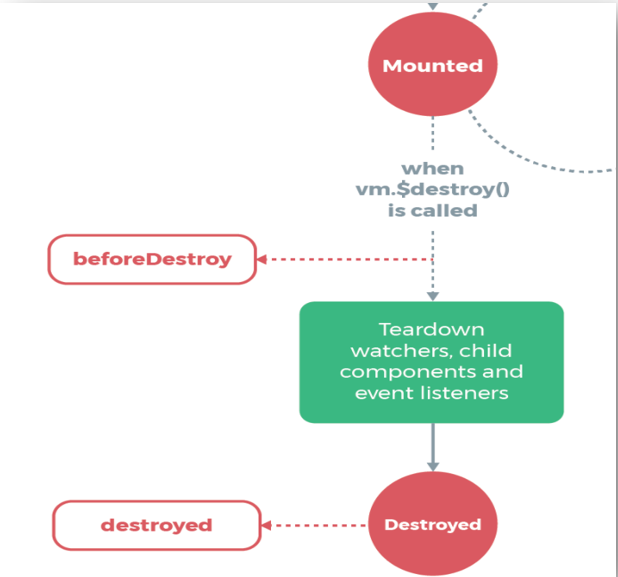 Mounted
when
vm.$destroy()
is called
beforeDestroy
Teardown
watchers, child
components and
event listeners
destroyed
Destroyed